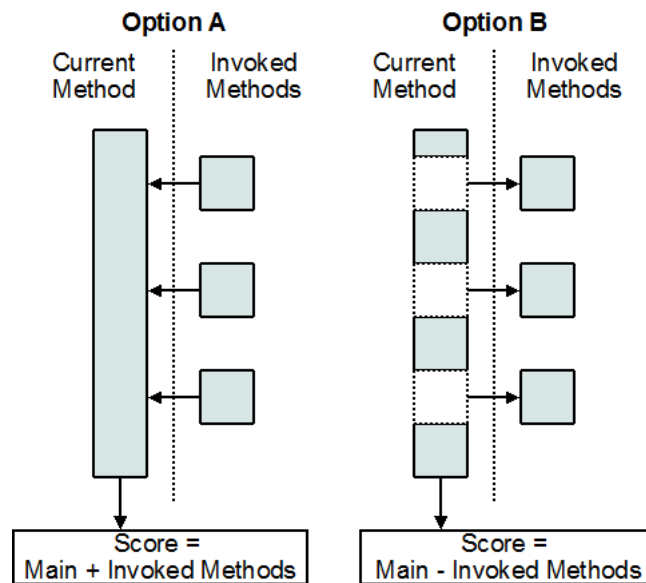 Option A
Current
Method
Invoked
Methods
Score =
Main + Invoked Methods
Option B
Current
Method
Invoked
Methods
Score =
Main - Invoked Methods